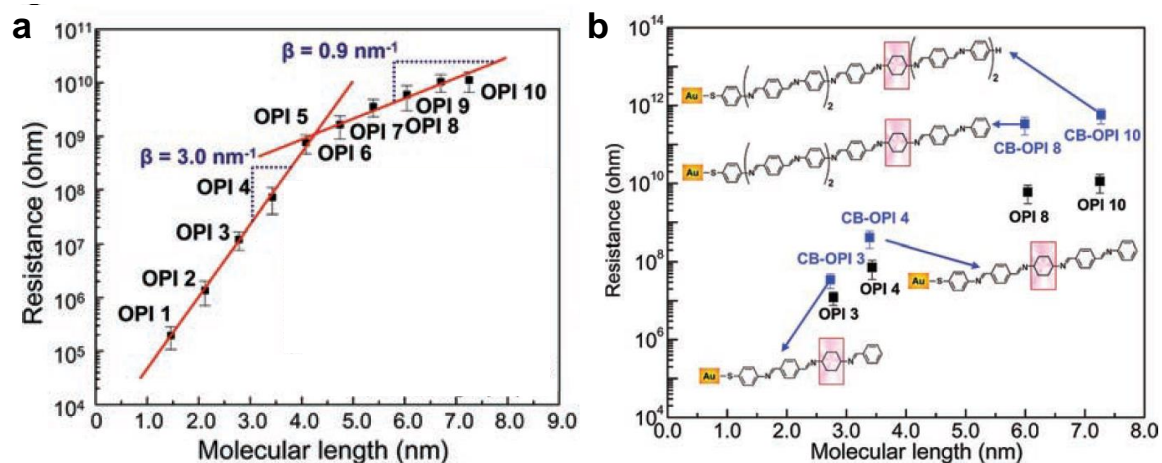 a
10¹¹
10¹⁰
10⁹
10⁸
10⁷
10⁶
10⁵
10⁴
Resistance (ohm)
β = 0.9 nm⁻¹
β = 3.0 nm⁻¹
OPI 1
OPI 2
OPI 3
OPI 4
OPI 5
OPI 6
OPI 7
OPI 8
OPI 9
OPI 10
0 1.0 2.0 3.0 4.0 5.0 6.0 7.0 8.0 9.0
Molecular length (nm)
b
10¹⁴
10¹²
10¹⁰
10⁸
10⁶
10⁴
Resistance (ohm)
Au S N N N N N N N H
2 2
Au S N N N N N N
2
CB-OPI 10
CB-OPI 8
OPI 8
OPI 10
CB-OPI 4
CB-OPI 3
OPI 4
OPI 3
Au S N N N N
Au S N N N
0.0 1.0 2.0 3.0 4.0 5.0 6.0 7.0 8.0
Molecular length (nm)